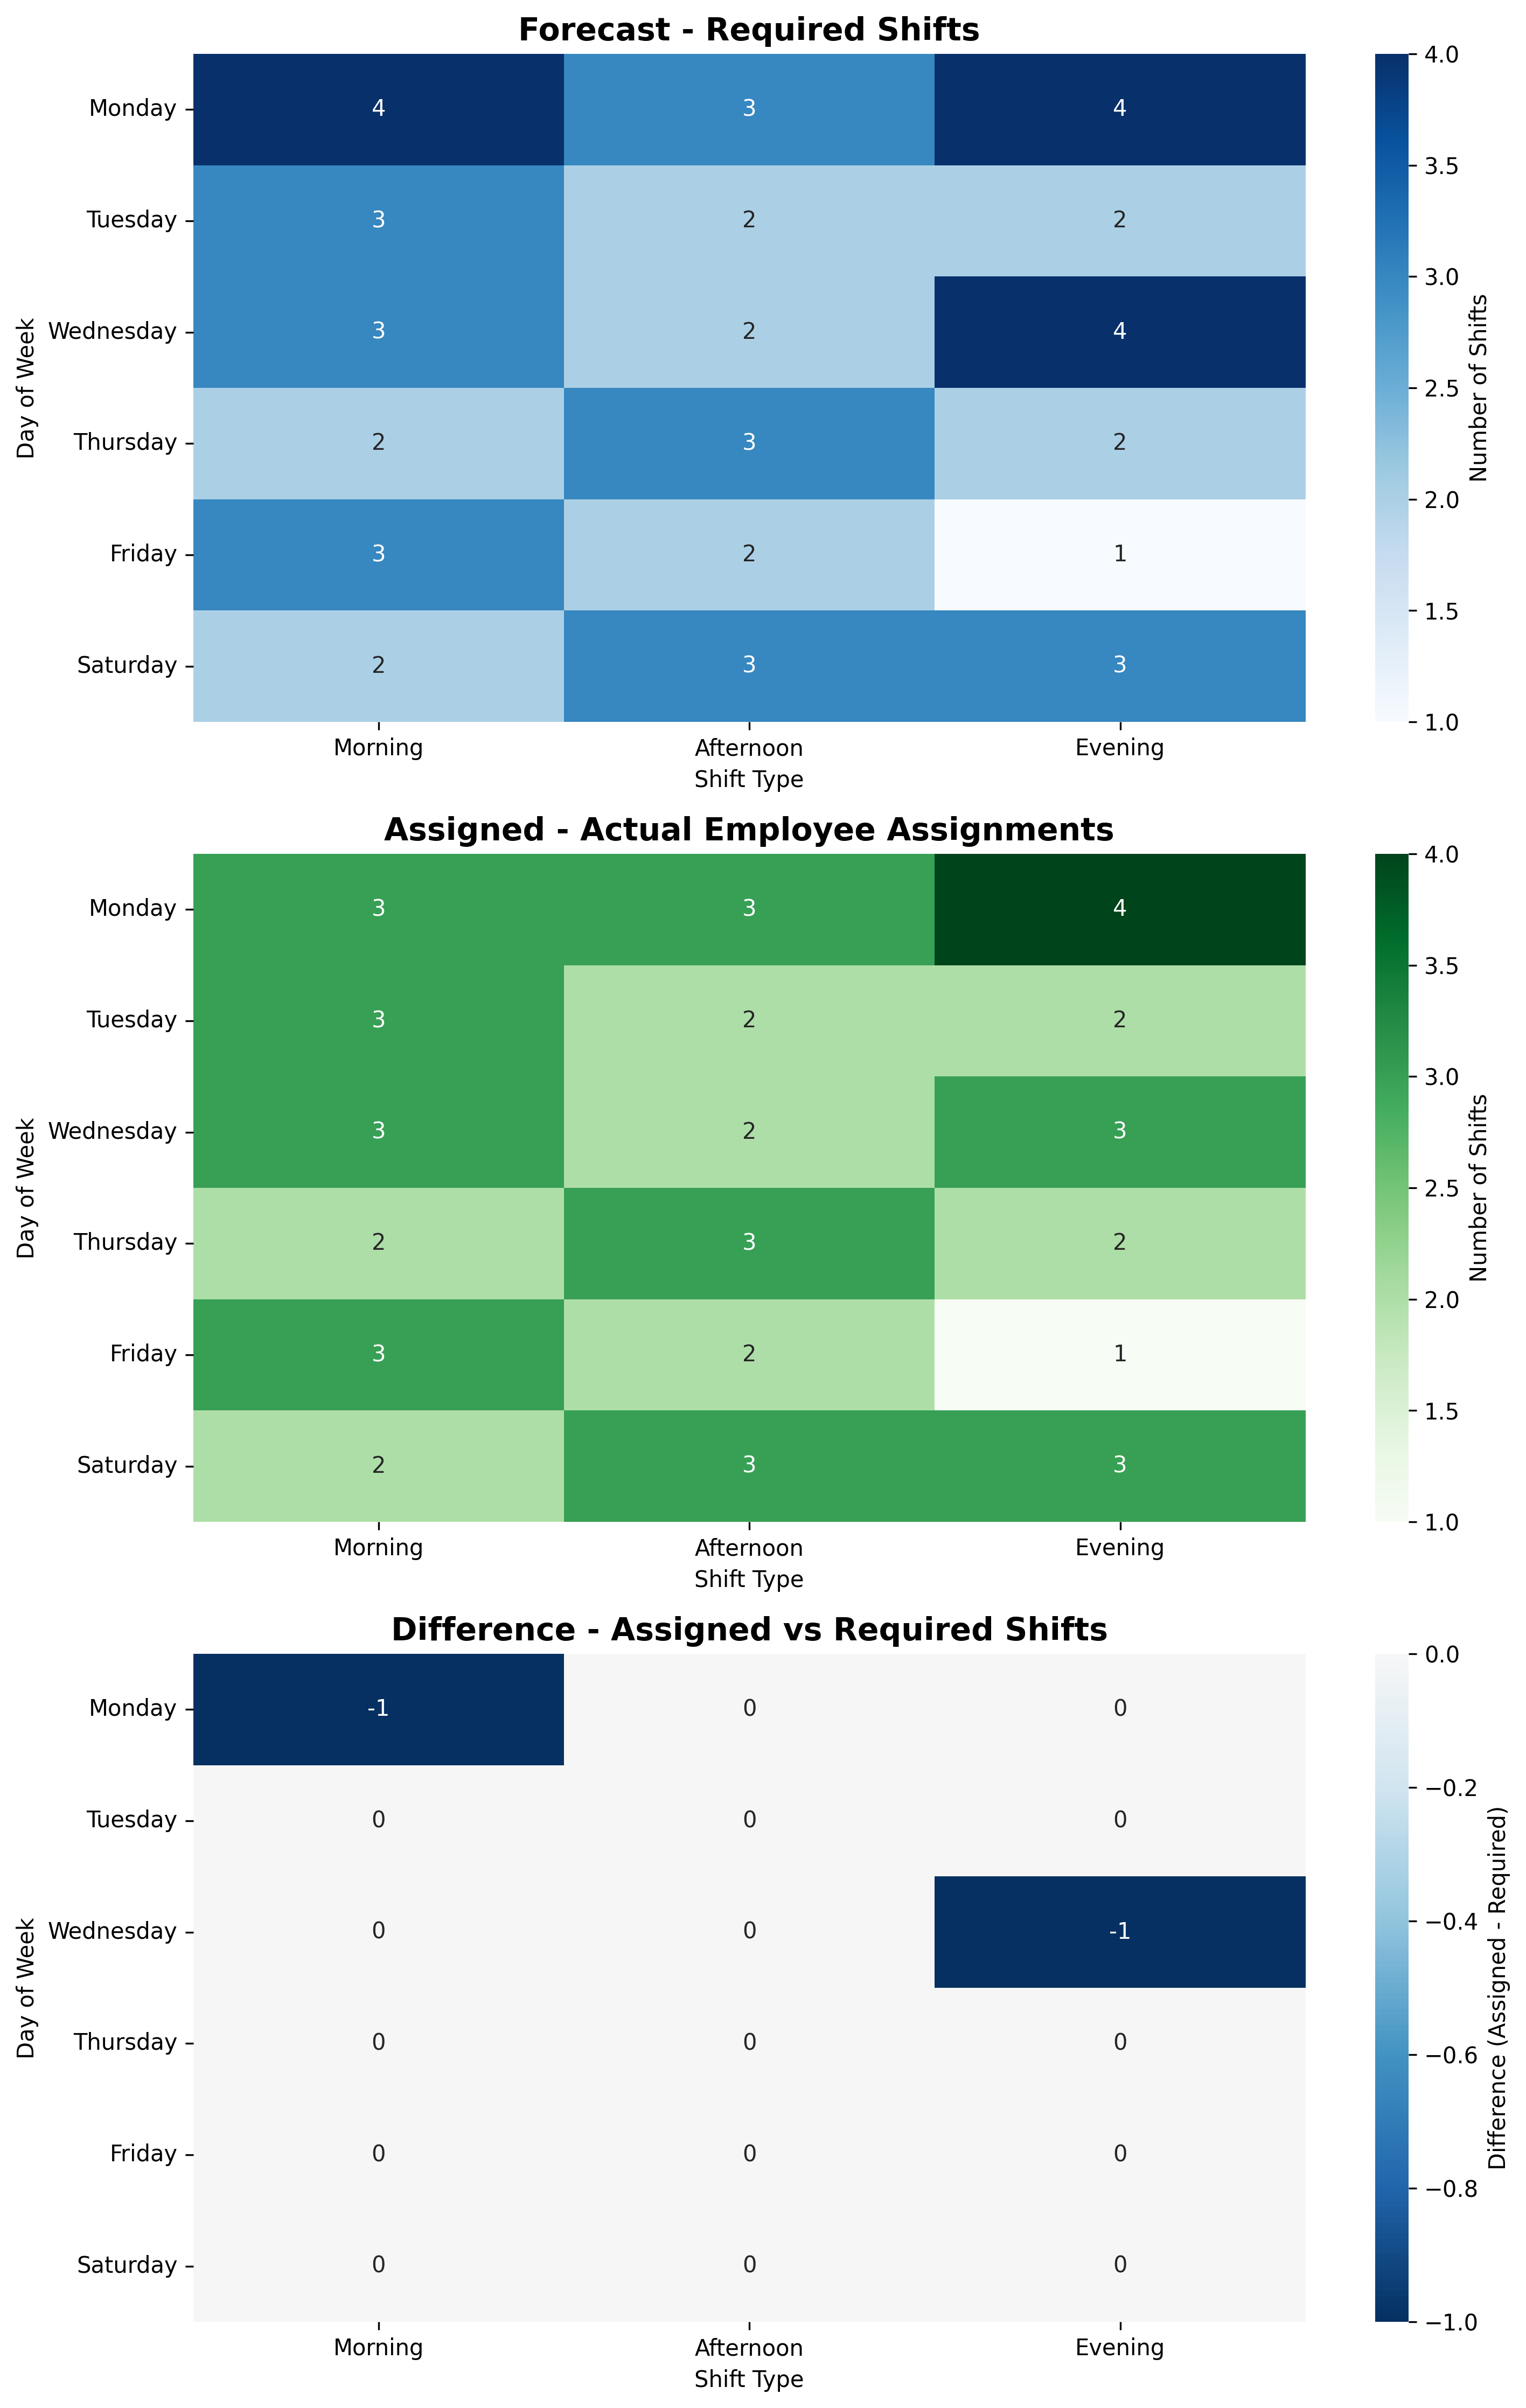 Forecast - Required Shifts
Monday 4 3 4 4.0
3.5
Tuesday 3 2 2
3.0
Wednesday 3 2 4
2.5
Thursday 2 3 2
2.0
Friday 3 2 1
1.5
Saturday 2 3 3
1.0
Day of Week
Number of Shifts
Morning Afternoon Evening
Shift Type
Assigned - Actual Employee Assignments
Monday 3 3 4 4.0
3.5
Tuesday 3 2 2
3.0
Wednesday 3 2 3
2.5
Thursday 2 3 2
2.0
Friday 3 2 1
1.5
Saturday 2 3 3
1.0
Day of Week
Number of Shifts
Morning Afternoon Evening
Shift Type
Difference - Assigned vs Required Shifts
0.0
Monday -1 0 0
−0.2
Tuesday 0 0 0
−0.4
Wednesday 0 0 -1
Thursday 0 0 0
−0.6
Friday 0 0 0
−0.8
Saturday 0 0 0
−1.0
Day of Week
Difference (Assigned - Required)
Morning Afternoon Evening
Shift Type